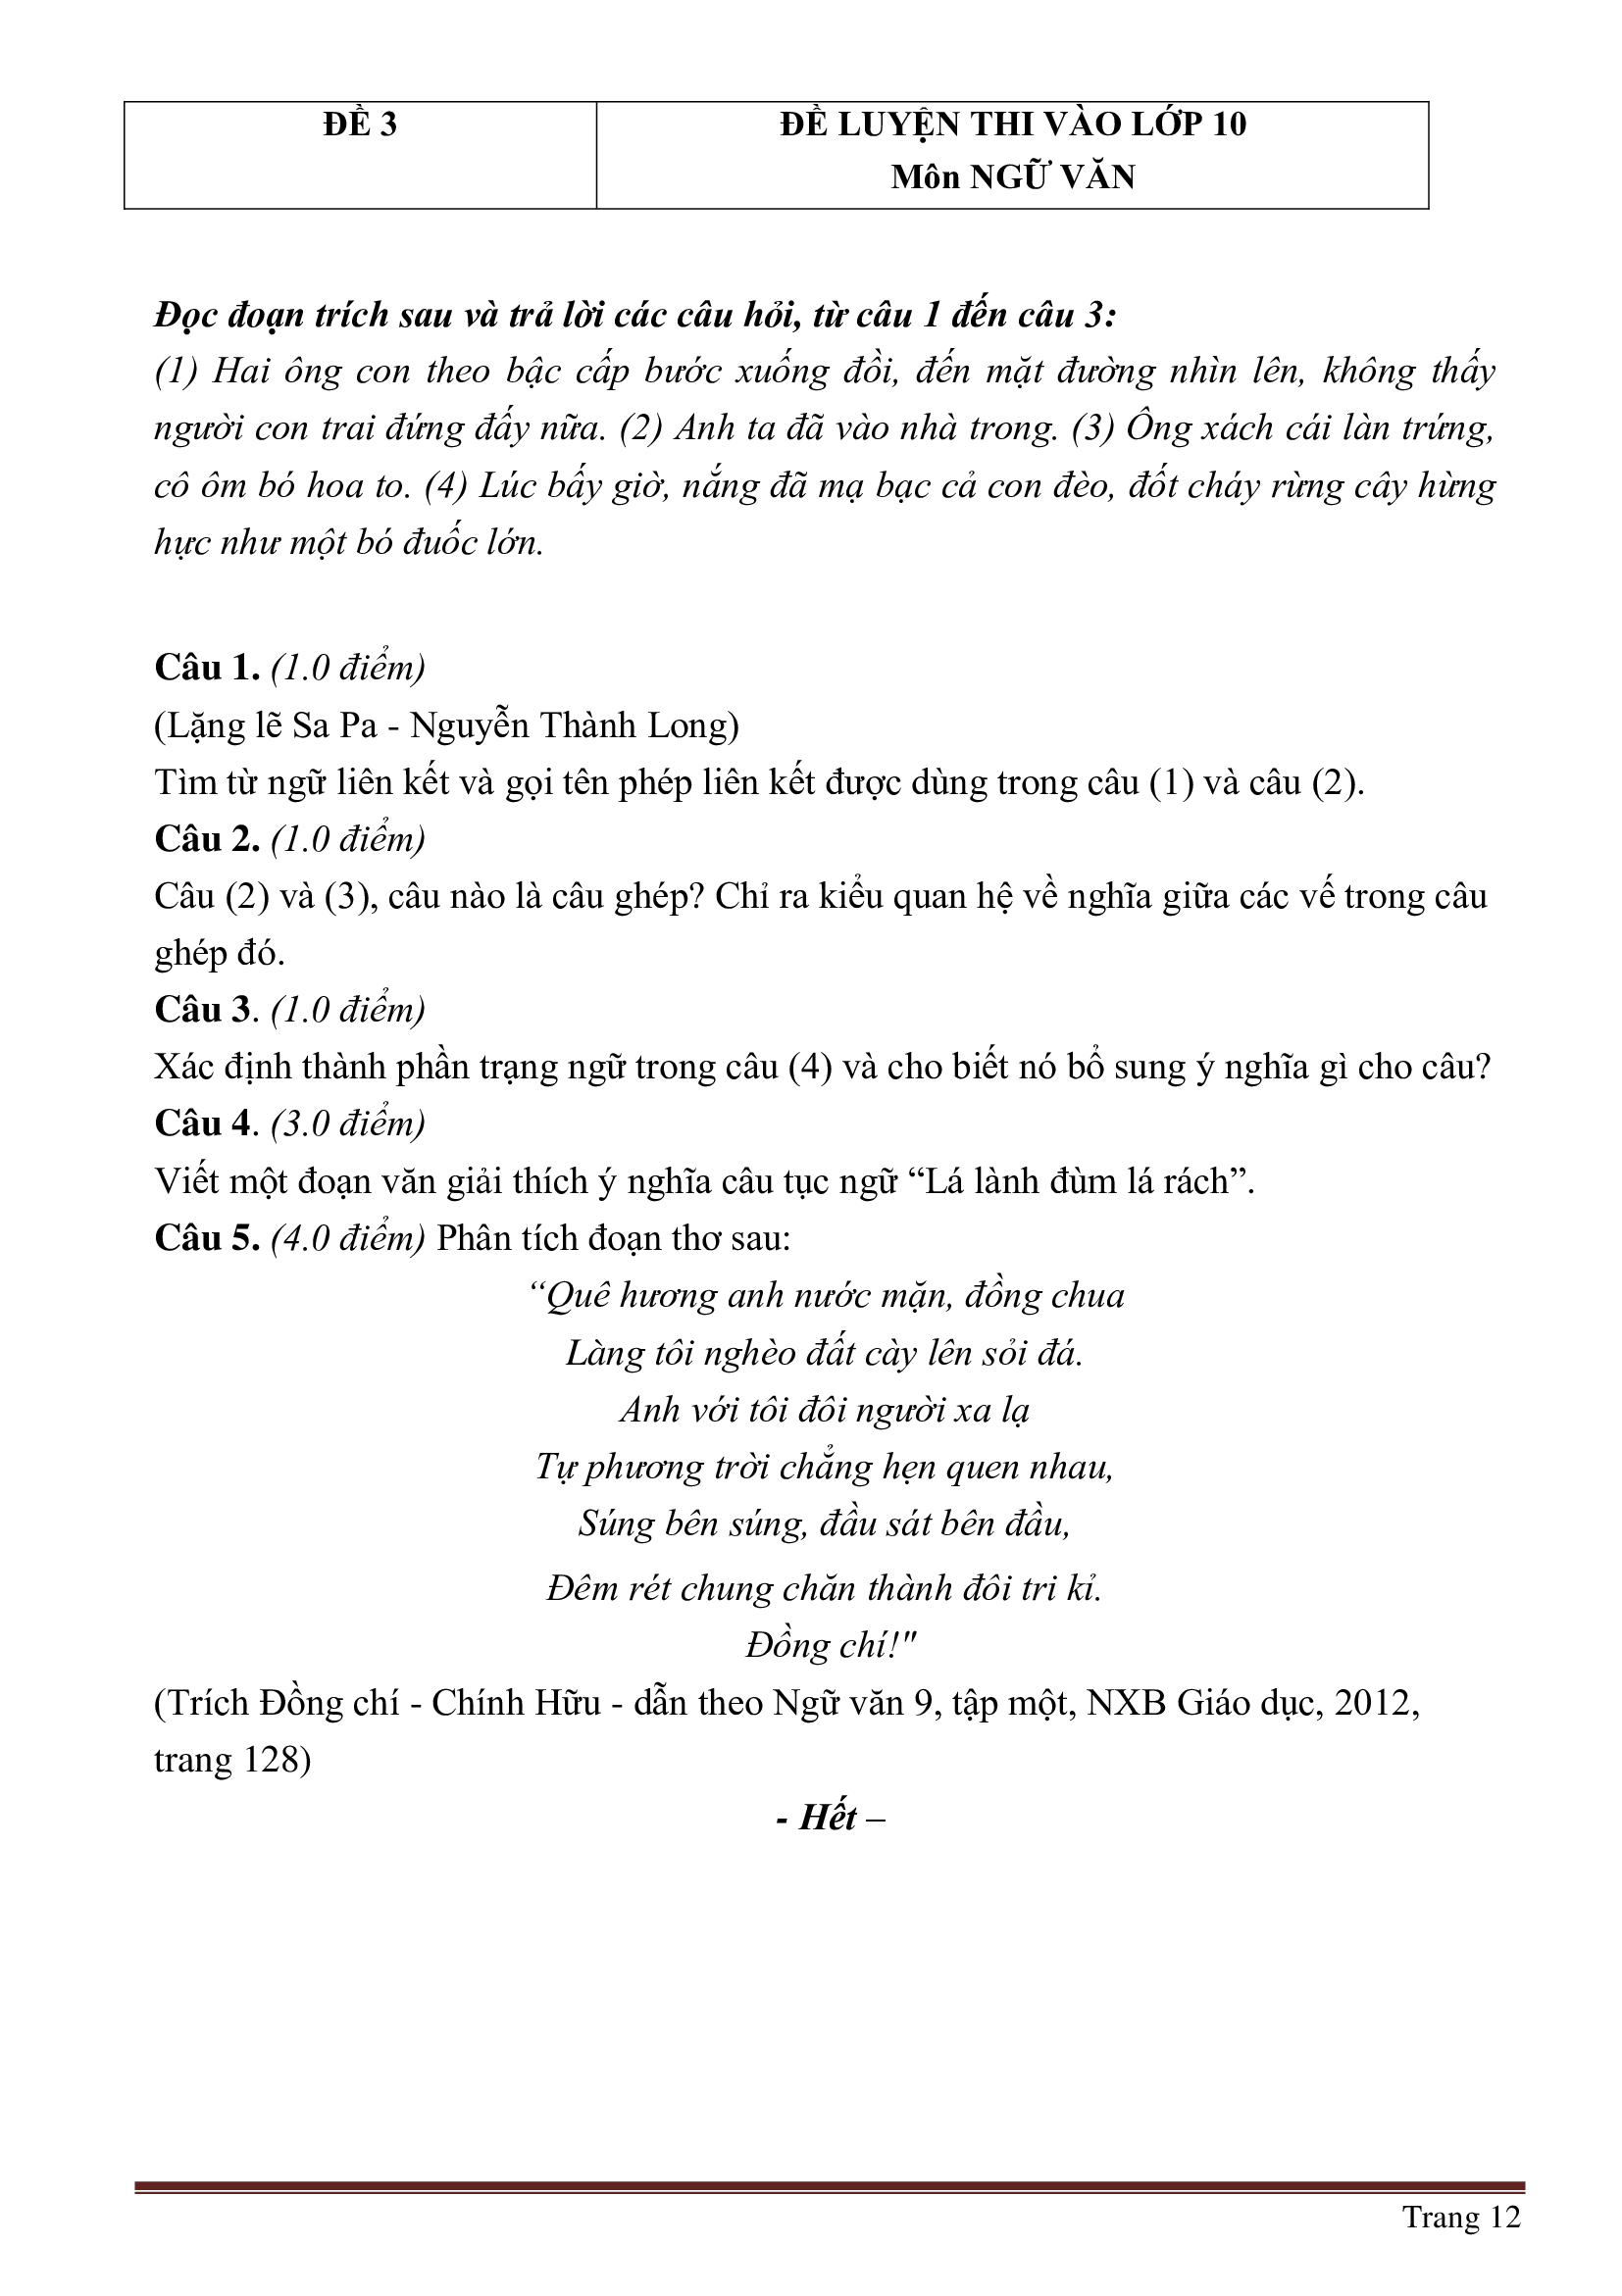 ĐỀ 3
ĐỀ LUYỆN THI VÀO LỚP 10
Môn NGỮ VĂN
Đọc đoạn trích sau và trả lời các câu hỏi, từ câu 1 đến câu 3:
(1) Hai ông con theo bậc cấp bước xuống đồi, đến mặt đường nhìn lên, không thấy
người con trai đứng đấy nữa. (2) Anh ta đã vào nhà trong. (3) Ông xách cái làn trứng,
cô ôm bó hoa to. (4) Lúc bấy giờ, nắng đã mạ bạc cả con đèo, đốt cháy rừng cây hừng
hực như một bó đuốc lớn.
Câu 1. (1.0 điểm)
(Lặng lẽ Sa Pa - Nguyễn Thành Long)
Tìm từ ngữ liên kết và gọi tên phép liên kết được dùng trong câu (1) và câu (2).
Câu 2. (1.0 điểm)
Câu (2) và (3), câu nào là câu ghép? Chỉ ra kiểu quan hệ về nghĩa giữa các vế trong câu
ghép đó.
Câu 3. (1.0 điểm)
Xác định thành phần trạng ngữ trong câu (4) và cho biết nó bổ sung ý nghĩa gì cho câu?
Câu 4. (3.0 điểm)
Viết một đoạn văn giải thích ý nghĩa câu tục ngữ “Lá lành đùm lá rách”.
Câu 5. (4.0 điểm) Phân tích đoạn thơ sau:
“Quê hương anh nước mặn, đồng chua
Làng tôi nghèo đất cày lên sỏi đá.
Anh với tôi đôi người xa lạ
Tự phương trời chẳng hẹn quen nhau,
Súng bên súng, đầu sát bên đầu,
Đêm rét chung chăn thành đôi tri kỉ.
Đồng chí!"
(Trích Đồng chí - Chính Hữu - dẫn theo Ngữ văn 9, tập một, NXB Giáo dục, 2012,
trang 128)
- Hết –
Trang 12